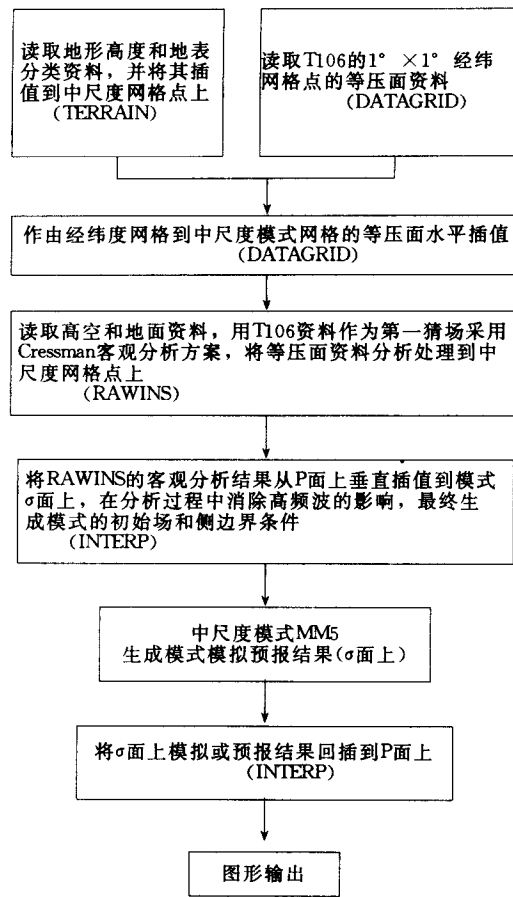 读取地形高度和地表
分类资料，并将其插
值到中尺度网格点上
(TERRAIN)
读取T106的1° ×1° 经纬
网格点的等压面资料
(DATAGRID)
作由经纬度网格到中尺度模式网格的等压面水平插值
(DATAGRID)
读取高空和地面资料，用T106资料作为第一猜场采用
Cressman客观分析方案，将等压面资料分析处理到中
尺度网格点上
(RAWINS)
将RAWINS的客观分析结果从P面上垂直插值到模式
σ面上，在分析过程中消除高频波的影响，最终生
成模式的初始场和侧边界条件
(INTERP)
中尺度模式MM5
生成模式模拟预报结果(σ面上)
将σ面上模拟或预报结果回插到P面上
(INTERP)
图形输出